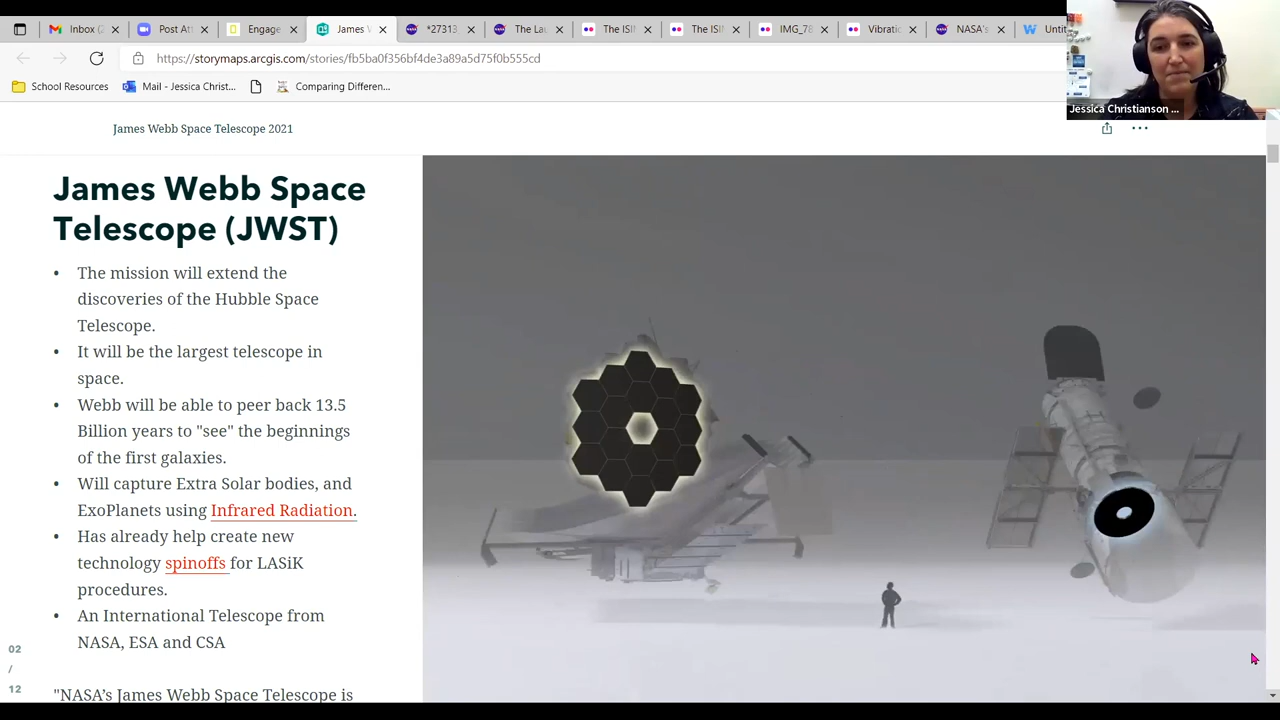 Inbox (2
Post Att
Engage
James
*27313
The Lau
The ISI
The ISI
IMG_7
Vibratio
NASA's
Unti
https://storymaps.arcgis.com/stories/
School Resources
Mail - Jessica Christ...
Comparing Differen...
Jessica Christianson ...
James Webb Space Telescope 2021
James Webb Space
Telescope (JWST)
• The mission will extend the
discoveries of the Hubble Space
Telescope.
• It will be the largest telescope in
space.
• Webb will be able to peer back 13.5
Billion years to "see" the beginnings
of the first galaxies.
• Will capture Extra Solar bodies, and
ExoPlanets using Infrared Radiation.
• Has already help create new
technology spinoffs for LASiK
procedures.
• An International Telescope from
NASA, ESA and CSA
02
/
12
"NASA's James Webb Space Telescope is